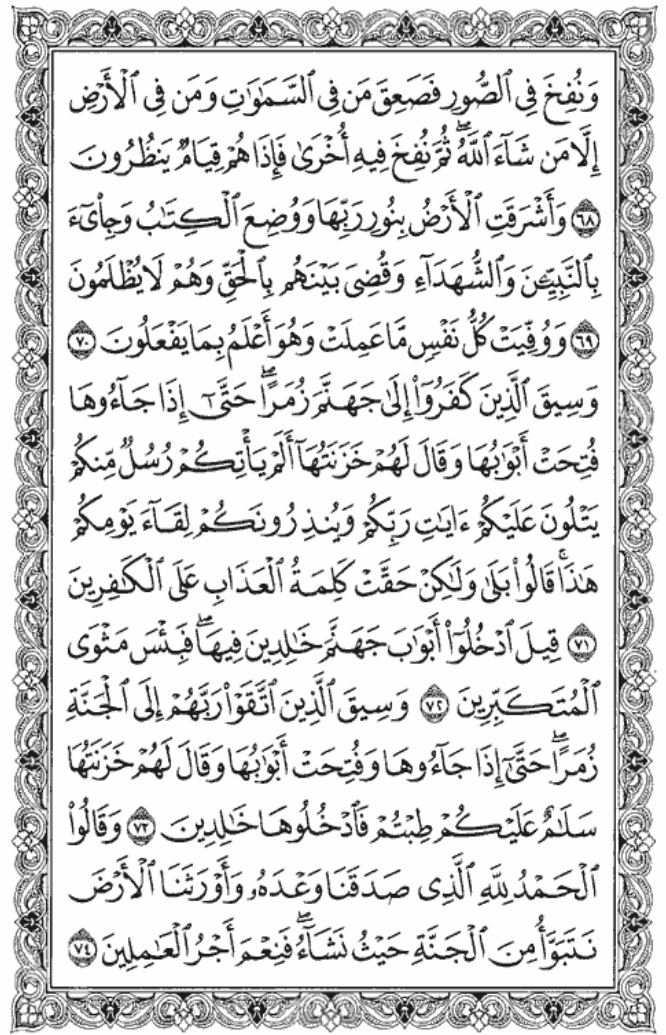 وَنُفِخَ فِي ٱلصُّورِ فَصَعِقَ مَن فِي ٱلسَّمَٰوَٰتِ وَمَن فِي ٱلْأَرْضِ
إِلَّا مَن شَآءَ ٱللَّهُ ۖ ثُمَّ نُفِخَ فِيهِ أُخْرَىٰ فَإِذَا هُمْ قِيَامٌ يَنظُرُونَ
٦٨ وَأَشْرَقَتِ ٱلْأَرْضُ بِنُورِ رَبِّهَا وَوُضِعَ ٱلْكِتَٰبُ وَجِا۟ىٓءَ
بِٱلنَّبِيِّـۧنَ وَٱلشُّهَدَآءِ وَقُضِىَ بَيْنَهُم بِٱلْحَقِّ وَهُمْ لَا يُظْلَمُونَ
٦٩ وَوُفِّيَتْ كُلُّ نَفْسٍ مَّا عَمِلَتْ وَهُوَ أَعْلَمُ بِمَا يَفْعَلُونَ ٧٠
وَسِيقَ ٱلَّذِينَ كَفَرُوٓا۟ إِلَىٰ جَهَنَّمَ زُمَرًا ۖ حَتَّىٰٓ إِذَا جَآءُوهَا
فُتِحَتْ أَبْوَٰبُهَا وَقَالَ لَهُمْ خَزَنَتُهَآ أَلَمْ يَأْتِكُمْ رُسُلٌ مِّنكُمْ
يَتْلُونَ عَلَيْكُمْ ءَايَٰتِ رَبِّكُمْ وَيُنذِرُونَكُمْ لِقَآءَ يَوْمِكُمْ
هَٰذَا ۚ قَالُوا۟ بَلَىٰ وَلَٰكِنْ حَقَّتْ كَلِمَةُ ٱلْعَذَابِ عَلَى ٱلْكَٰفِرِينَ
٧١ قِيلَ ٱدْخُلُوٓا۟ أَبْوَٰبَ جَهَنَّمَ خَٰلِدِينَ فِيهَا ۖ فَبِئْسَ مَثْوَى
ٱلْمُتَكَبِّرِينَ ٧٢ وَسِيقَ ٱلَّذِينَ ٱتَّقَوْا۟ رَبَّهُمْ إِلَى ٱلْجَنَّةِ
زُمَرًا ۖ حَتَّىٰٓ إِذَا جَآءُوهَا وَفُتِحَتْ أَبْوَٰبُهَا وَقَالَ لَهُمْ خَزَنَتُهَا
سَلَٰمٌ عَلَيْكُمْ طِبْتُمْ فَٱدْخُلُوهَا خَٰلِدِينَ ٧٣ وَقَالُوا۟
ٱلْحَمْدُ لِلَّهِ ٱلَّذِى صَدَقَنَا وَعْدَهُۥ وَأَوْرَثَنَا ٱلْأَرْضَ
نَتَبَوَّأُ مِنَ ٱلْجَنَّةِ حَيْثُ نَشَآءُ ۖ فَنِعْمَ أَجْرُ ٱلْعَٰمِلِينَ ٧٤